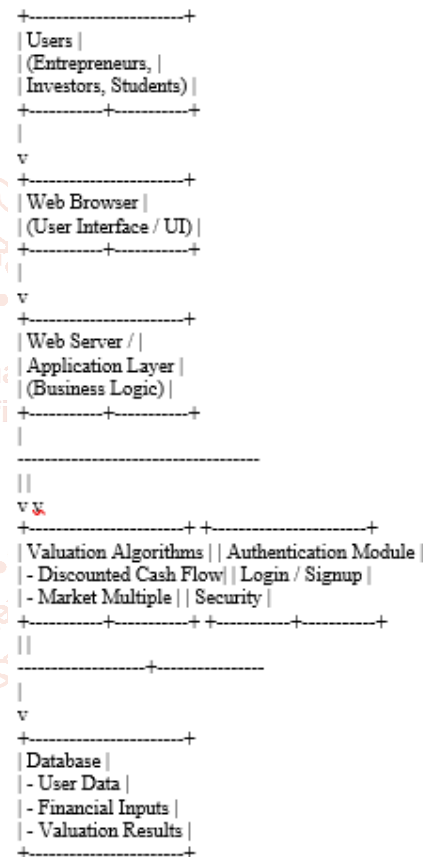 +-----------------------+
| Users |
| (Entrepreneurs, |
| Investors, Students) |
+-----------+-----------+
|
v
+-----------------------+
| Web Browser |
| (User Interface / UI) |
+-----------+-----------+
|
v
+-----------------------+
| Web Server / |
| Application Layer |
| (Business Logic) |
+-----------+-----------+
|
------------------------------------
| |
v v
+-----------------------+ +-----------------------+
| Valuation Algorithms | | Authentication Module |
| - Discounted Cash Flow| | Login / Signup |
| - Market Multiple | | Security |
+-----------+-----------+ +-----------+-----------+
| |
-------------------+----------------
|
v
+-----------------------+
| Database |
| - User Data |
| - Financial Inputs |
| - Valuation Results |
+-----------------------+